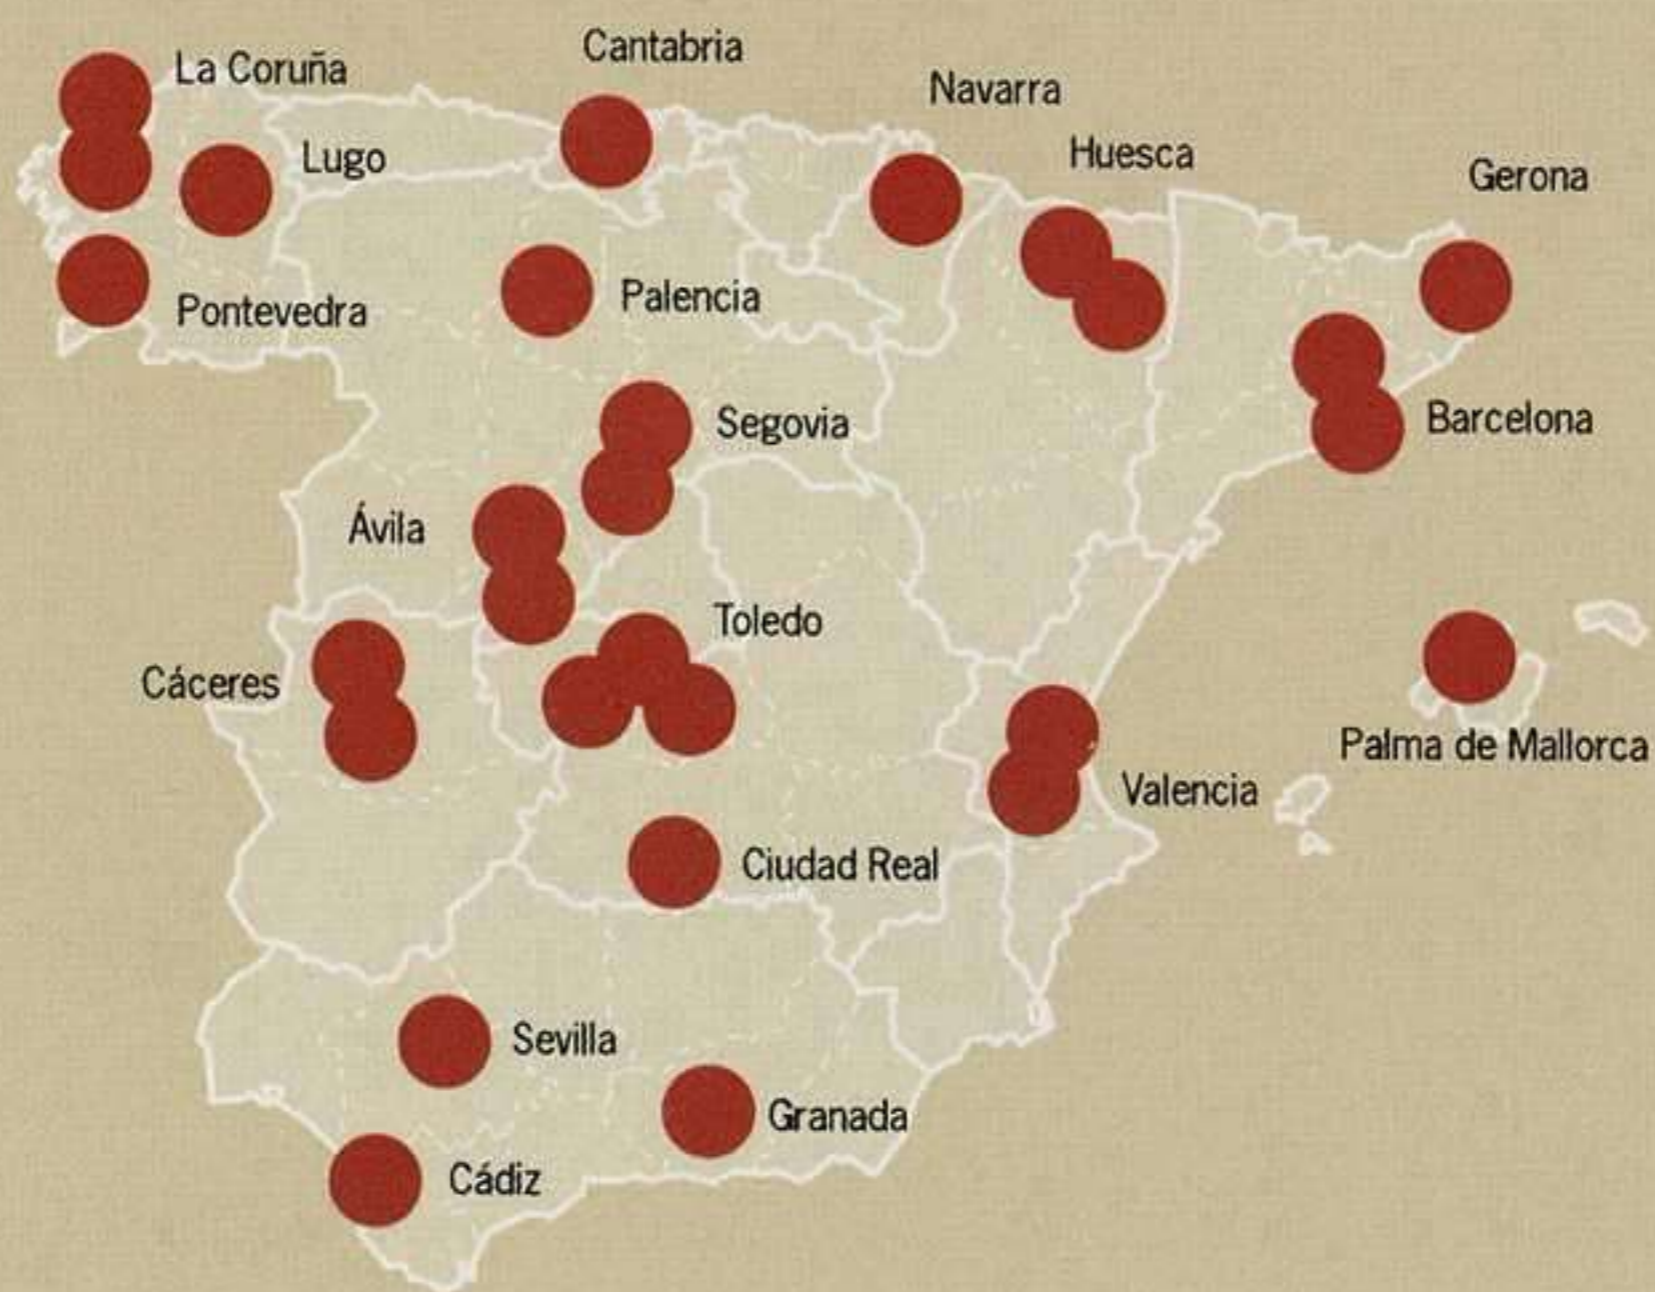 Cantabria
La Coruña
Navarra
Huesca
Lugo
Gerona
Palencia
Pontevedra
Barcelona
Segovia
Ávila
Toledo
Cáceres
Palma de Mallorca
Valencia
Ciudad Real
Sevilla
Granada
Cádiz